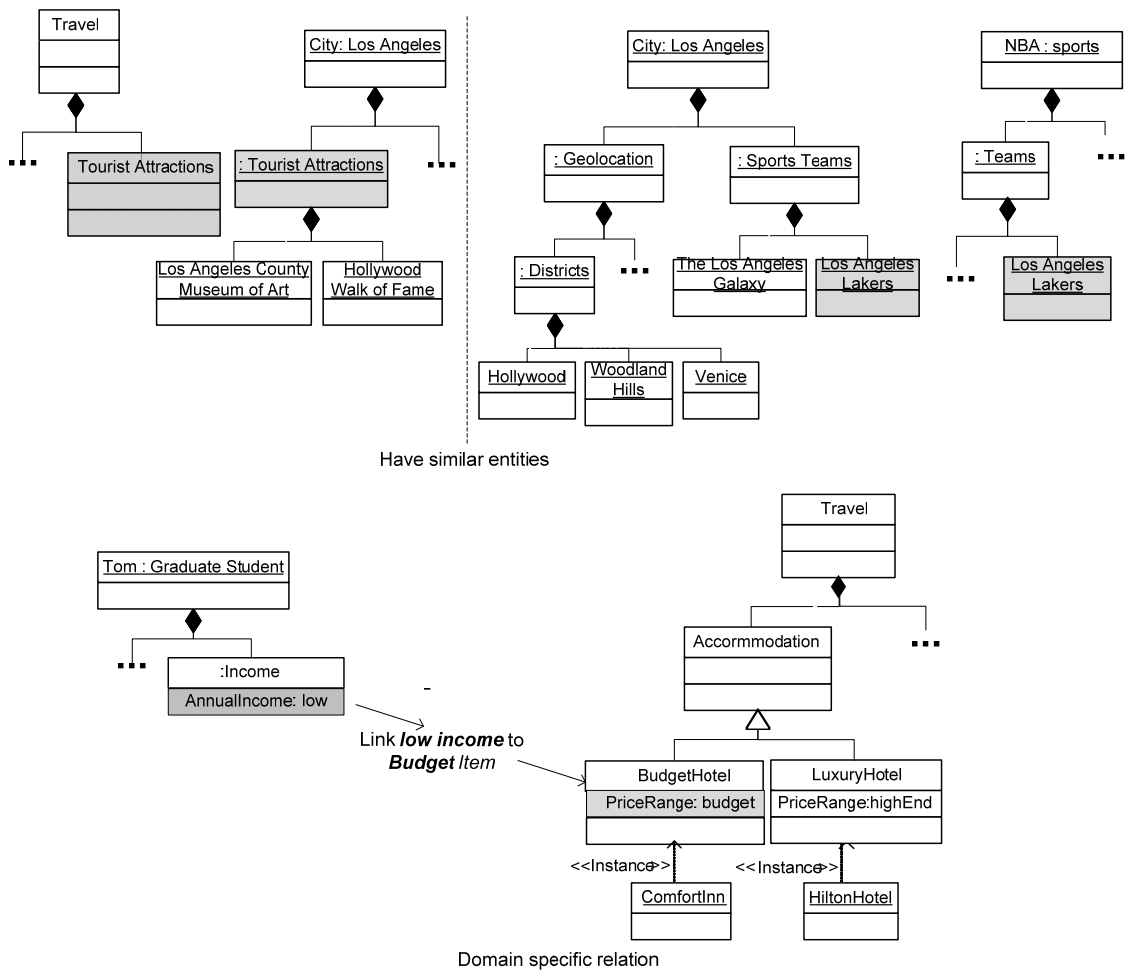 Travel
City: Los Angeles
Tourist Attractions
: Tourist Attractions
Los Angeles County
Museum of Art
Hollywood
Walk of Fame
City: Los Angeles
NBA : sports
: Geolocation
: Sports Teams
: Teams
: Districts
The Los Angeles
Galaxy
Los Angeles
Lakers
Los Angeles
Lakers
Hollywood
Woodland
Hills
Venice
Have similar entities
Tom : Graduate Student
:Income
AnnualIncome: low
Link low income to
Budget Item
Travel
Accormmodation
BudgetHotel
PriceRange: budget
LuxuryHotel
PriceRange:highEnd
<<Instance>>
<<Instance>>
ComfortInn
HiltonHotel
Domain specific relation